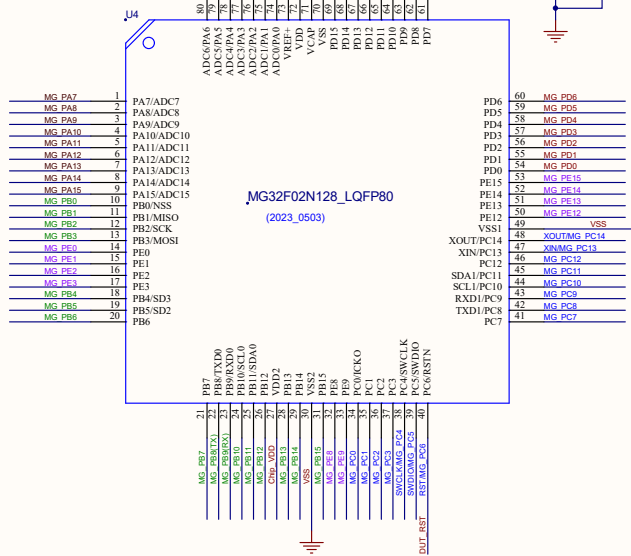 U4
80 79 78 77 76 75 74 73 72 71 70 69 68 67 66 65 64 63 62 61
ADC6/PA6
ADC5/PA5
ADC4/PA4
ADC3/PA3
ADC2/PA2
ADC1/PA1
ADC0/PA0
VREF+
VDD
VCAP
VSS
PD15
PD14
PD13
PD12
PD11
PD10
PD9
PD8
PD7
MG_PA7 1 PA7/ADC7
MG_PA8 2 PA8/ADC8
MG_PA9 3 PA9/ADC9
MG_PA10 4 PA10/ADC10
MG_PA11 5 PA11/ADC11
MG_PA12 6 PA12/ADC12
MG_PA13 7 PA13/ADC13
MG_PA14 8 PA14/ADC14
MG_PA15 9 PA15/ADC15
MG_PB0 10 PB0/NSS
MG_PB1 11 PB1/MISO
MG_PB2 12 PB2/SCK
MG_PB3 13 PB3/MOSI
MG_PE0 14 PE0
MG_PE1 15 PE1
MG_PE2 16 PE2
MG_PE3 17 PE3
MG_PB4 18 PB4/SD3
MG_PB5 19 PB5/SD2
MG_PB6 20 PB6
MG32F02N128_LQFP80
(2023_0503)
PD6 60 MG_PD6
PD5 59 MG_PD5
PD4 58 MG_PD4
PD3 57 MG_PD3
PD2 56 MG_PD2
PD1 55 MG_PD1
PD0 54 MG_PD0
PE15 53 MG_PE15
PE14 52 MG_PE14
PE13 51 MG_PE13
PE12 50 MG_PE12
VSS1 49 VSS
XOUT/PC14 48 XOUT/MG_PC14
XIN/PC13 47 XIN/MG_PC13
PC12 46 MG_PC12
SDA1/PC11 45 MG_PC11
SCL1/PC10 44 MG_PC10
RXD1/PC9 43 MG_PC9
TXD1/PC8 42 MG_PC8
PC7 41 MG_PC7
PB7 21 MG_PB7
PB8/TXD0 22 MG_PB8(TX)
PB9/RXD0 23 MG_PB9(RX)
PB10/SCL0 24 MG_PB10
PB11/SDA0 25 MG_PB11
PB12 26 MG_PB12
VDD2 27 Chip_VDD
PB13 28 MG_PB13
PB14 29 MG_PB14
VSS2 30 VSS
PB15 31 MG_PB15
PE8 32 MG_PE8
PE9 33 MG_PE9
PC0/ICKO 34 MG_PC0
PC1 35 MG_PC1
PC2 36 MG_PC2
PC3 37 MG_PC3
PC4/SWCLK 38 SWCLK/MG_PC4
PC5/SWDIO 39 SWDIO/MG_PC5
PC6/RSTN 40 RST/MG_PC6
DUT_RST